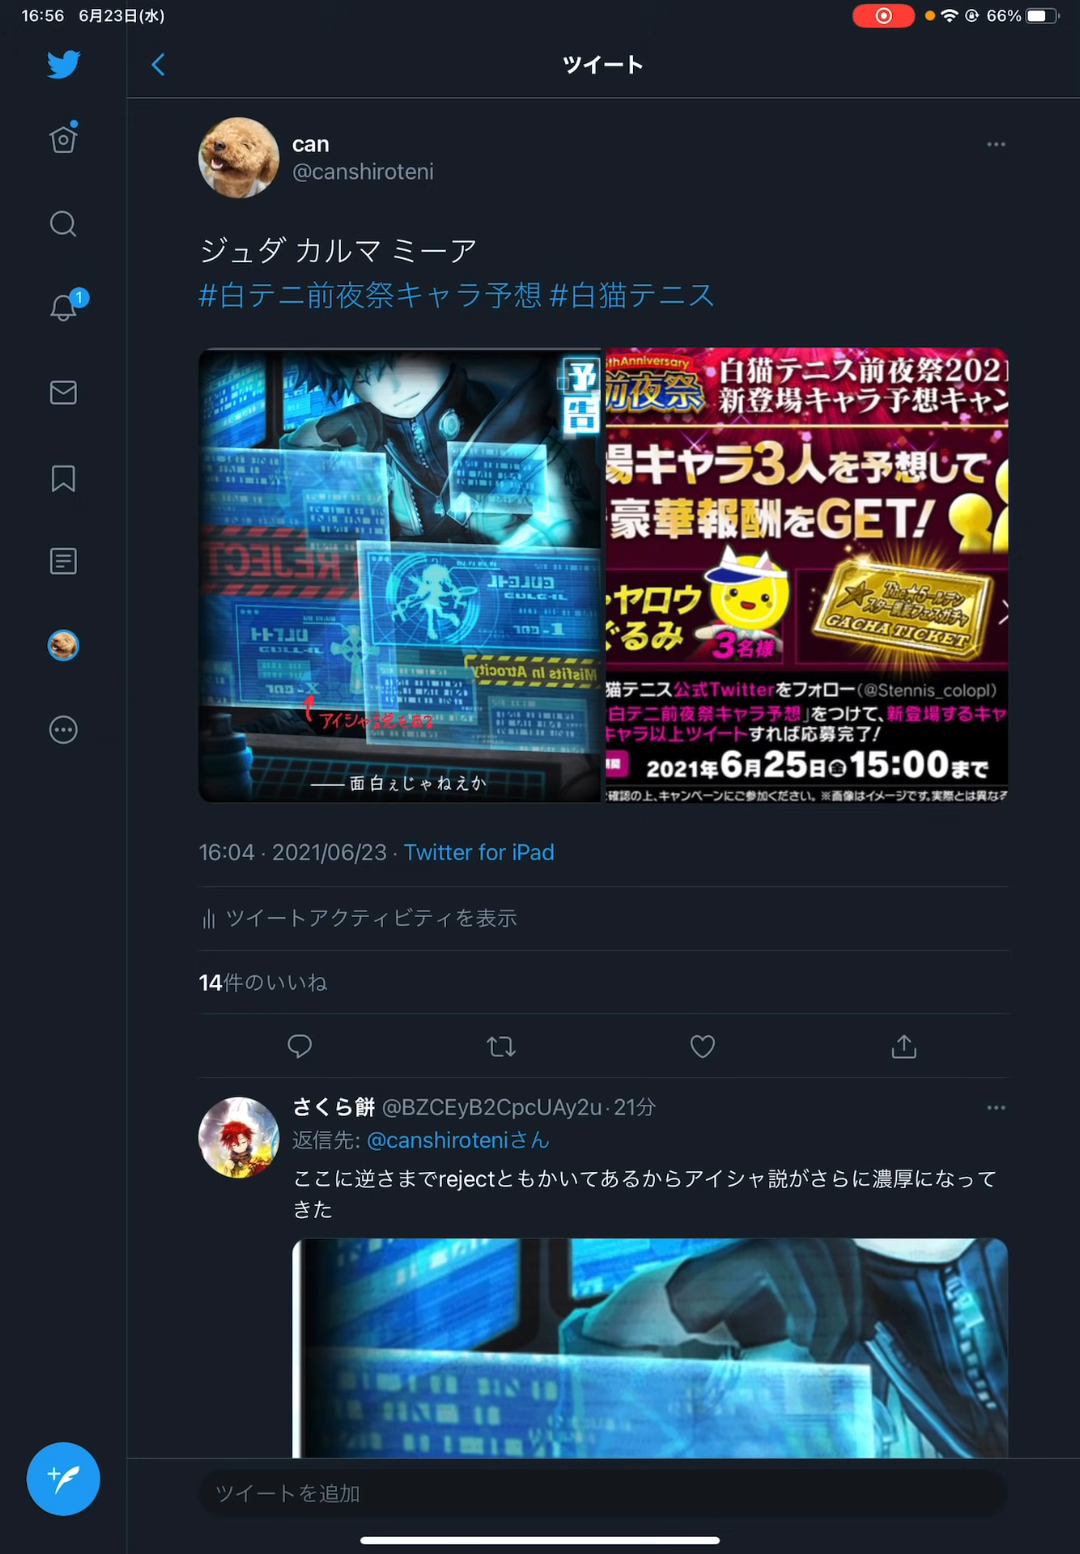 16:56 6月23日(水)
66%
ツイート
can
@canshiroteni
1
ジュダ カルマ ミーア
#白テニ前夜祭キャラ予想 #白猫テニス
予告
REJECT
Misfits In Atrocity
アイシャ説もある?
――面白ぇじゃねえか
thAnniversary
前夜祭
白猫テニス前夜祭2021
新登場キャラ予想キャン
場キャラ3人を予想して
豪華報酬をGET!
ヤロウ
ぐるみ
3名様
GACHA TICKET
猫テニス公式Twitterをフォロー(@Stennis_colopl)
白テニ前夜祭キャラ予想」をつけて、新登場するキャ
キャラ以上ツイートすれば応募完了!
2021年6月25日金15:00まで
確認の上、キャンペーンにご参加ください。※画像はイメージです。実際とは異なる
16:04 · 2021/06/23 · Twitter for iPad
ツイートアクティビティを表示
14件のいいね
さくら餅 @BZCEyB2CpcUAy2u · 21分
返信先: @canshiroteniさん
ここに逆さまでrejectともかいてあるからアイシャ説がさらに濃厚になって
きた
ツイートを追加